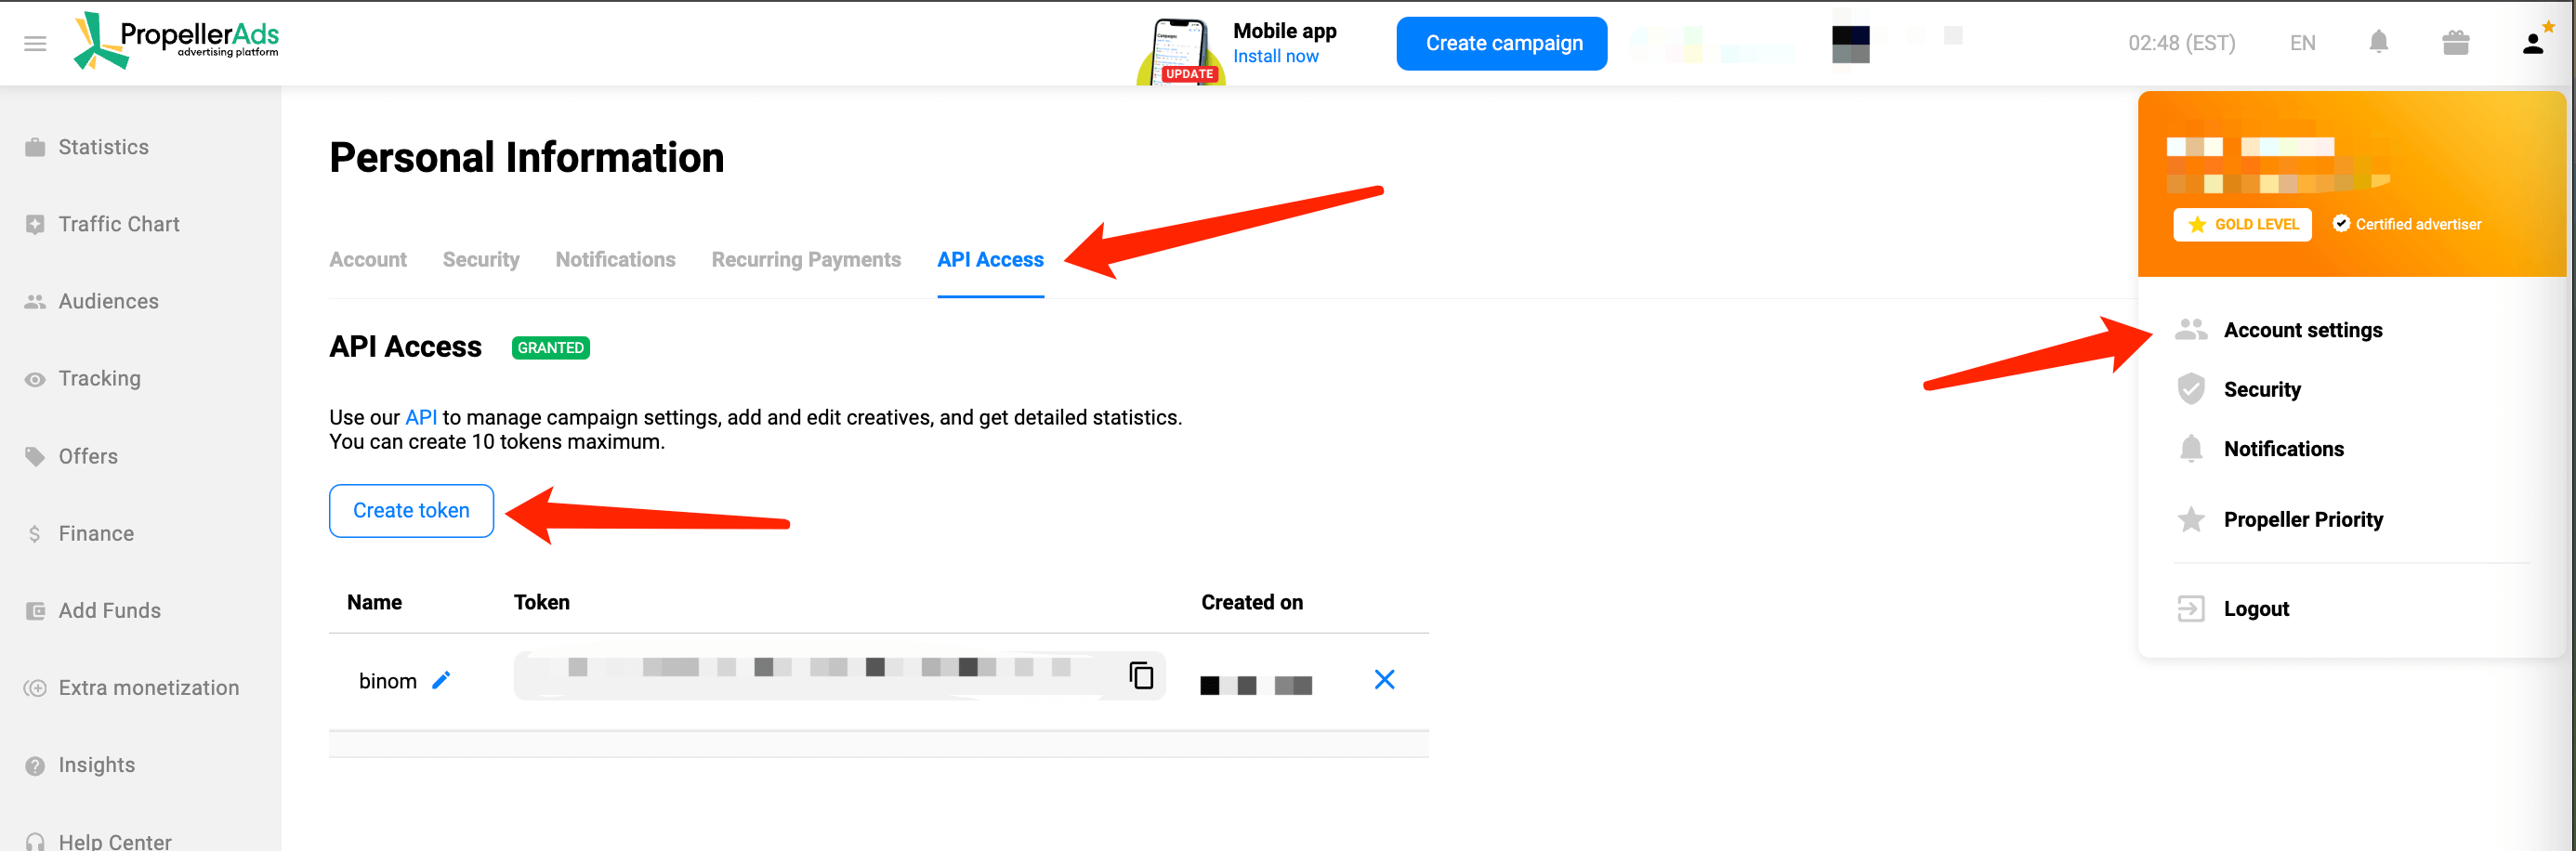 PropellerAds
advertising platform
UPDATE
Mobile app
Install now
Create campaign
02:48 (EST)
EN
Statistics
Traffic Chart
Audiences
Tracking
Offers
Finance
Add Funds
Extra monetization
Insights
Help Center
Personal Information
Account
Security
Notifications
Recurring Payments
API Access
API Access
GRANTED
Use our API to manage campaign settings, add and edit creatives, and get detailed statistics.
You can create 10 tokens maximum.
Create token
Name
Token
Created on
binom
GOLD LEVEL
Certified advertiser
Account settings
Security
Notifications
Propeller Priority
Logout